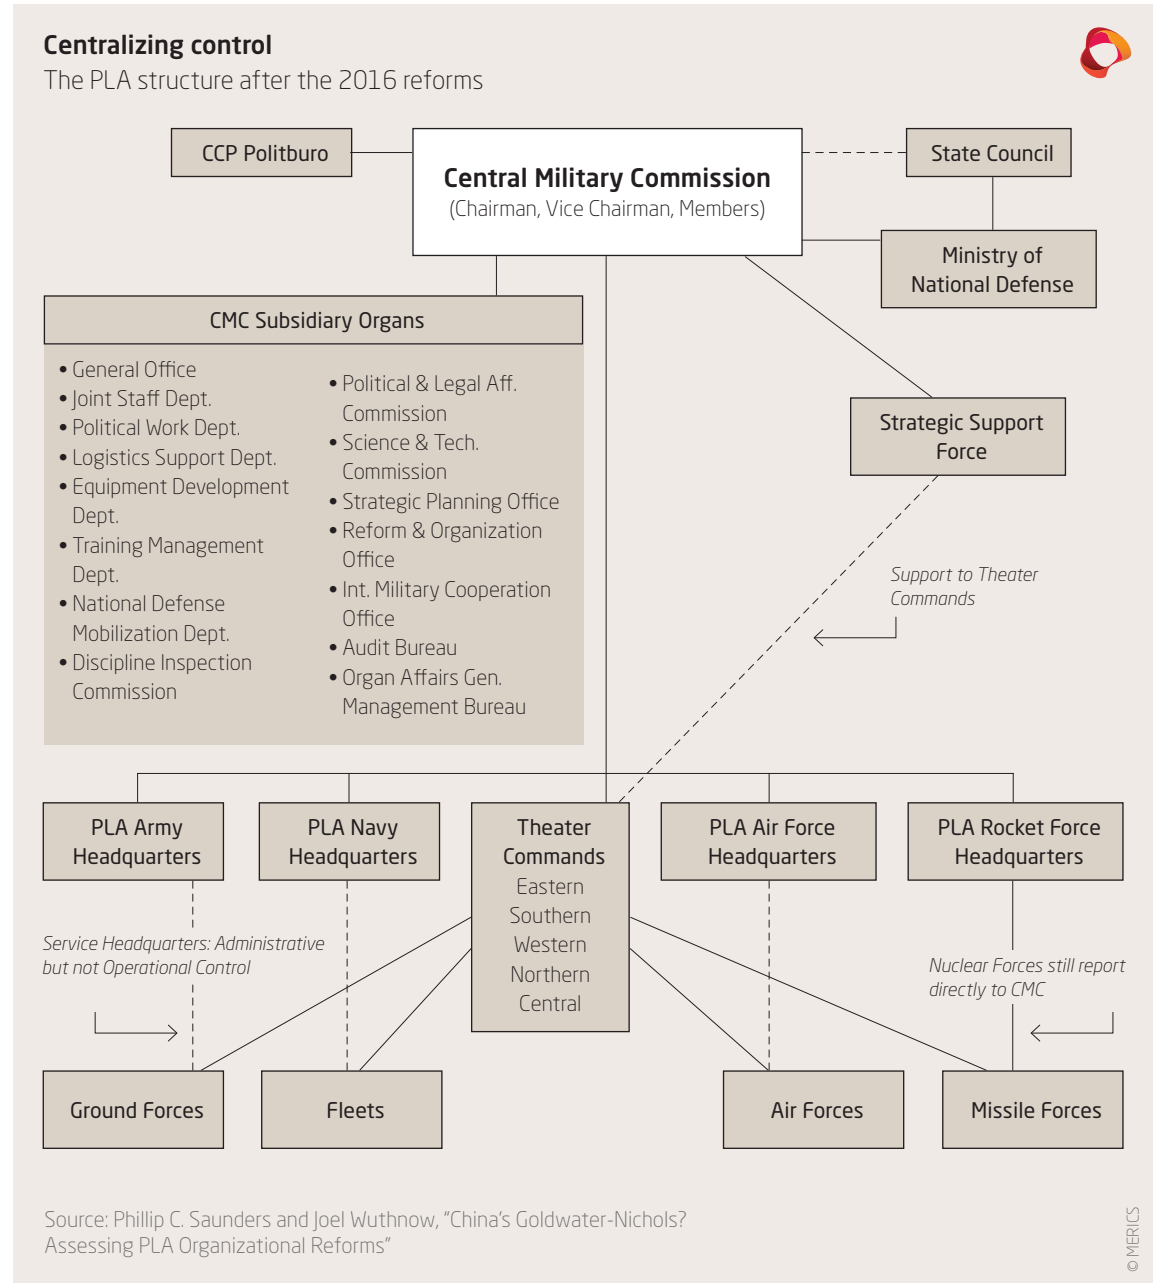 Centralizing control
The PLA structure after the 2016 reforms
CCP Politburo
Central Military Commission
(Chairman, Vice Chairman, Members)
State Council
Ministry of
National Defense
CMC Subsidiary Organs
• General Office
• Joint Staff Dept.
• Political Work Dept.
• Logistics Support Dept.
• Equipment Development
Dept.
• Training Management
Dept.
• National Defense
Mobilization Dept.
• Discipline Inspection
Commission
• Political & Legal Aff.
Commission
• Science & Tech.
Commission
• Strategic Planning Office
• Reform & Organization
Office
• Int. Military Cooperation
Office
• Audit Bureau
• Organ Affairs Gen.
Management Bureau
Strategic Support
Force
Support to Theater
Commands
PLA Army
Headquarters
PLA Navy
Headquarters
Theater
Commands
Eastern
Southern
Western
Northern
Central
PLA Air Force
Headquarters
PLA Rocket Force
Headquarters
Service Headquarters: Administrative
but not Operational Control
Nuclear Forces still report
directly to CMC
Ground Forces
Fleets
Air Forces
Missile Forces
Source: Phillip C. Saunders and Joel Wuthnow, “China’s Goldwater-Nichols?
Assessing PLA Organizational Reforms”
© MERICS